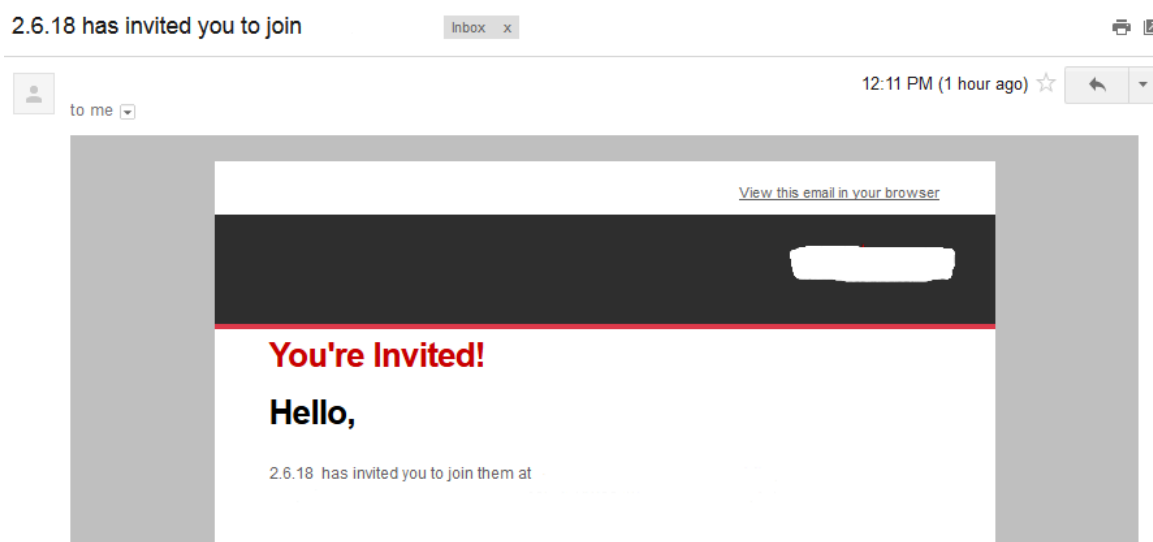 2.6.18 has invited you to join
Inbox x
12:11 PM (1 hour ago)
to me
View this email in your browser
You're Invited!
Hello,
2.6.18 has invited you to join them at